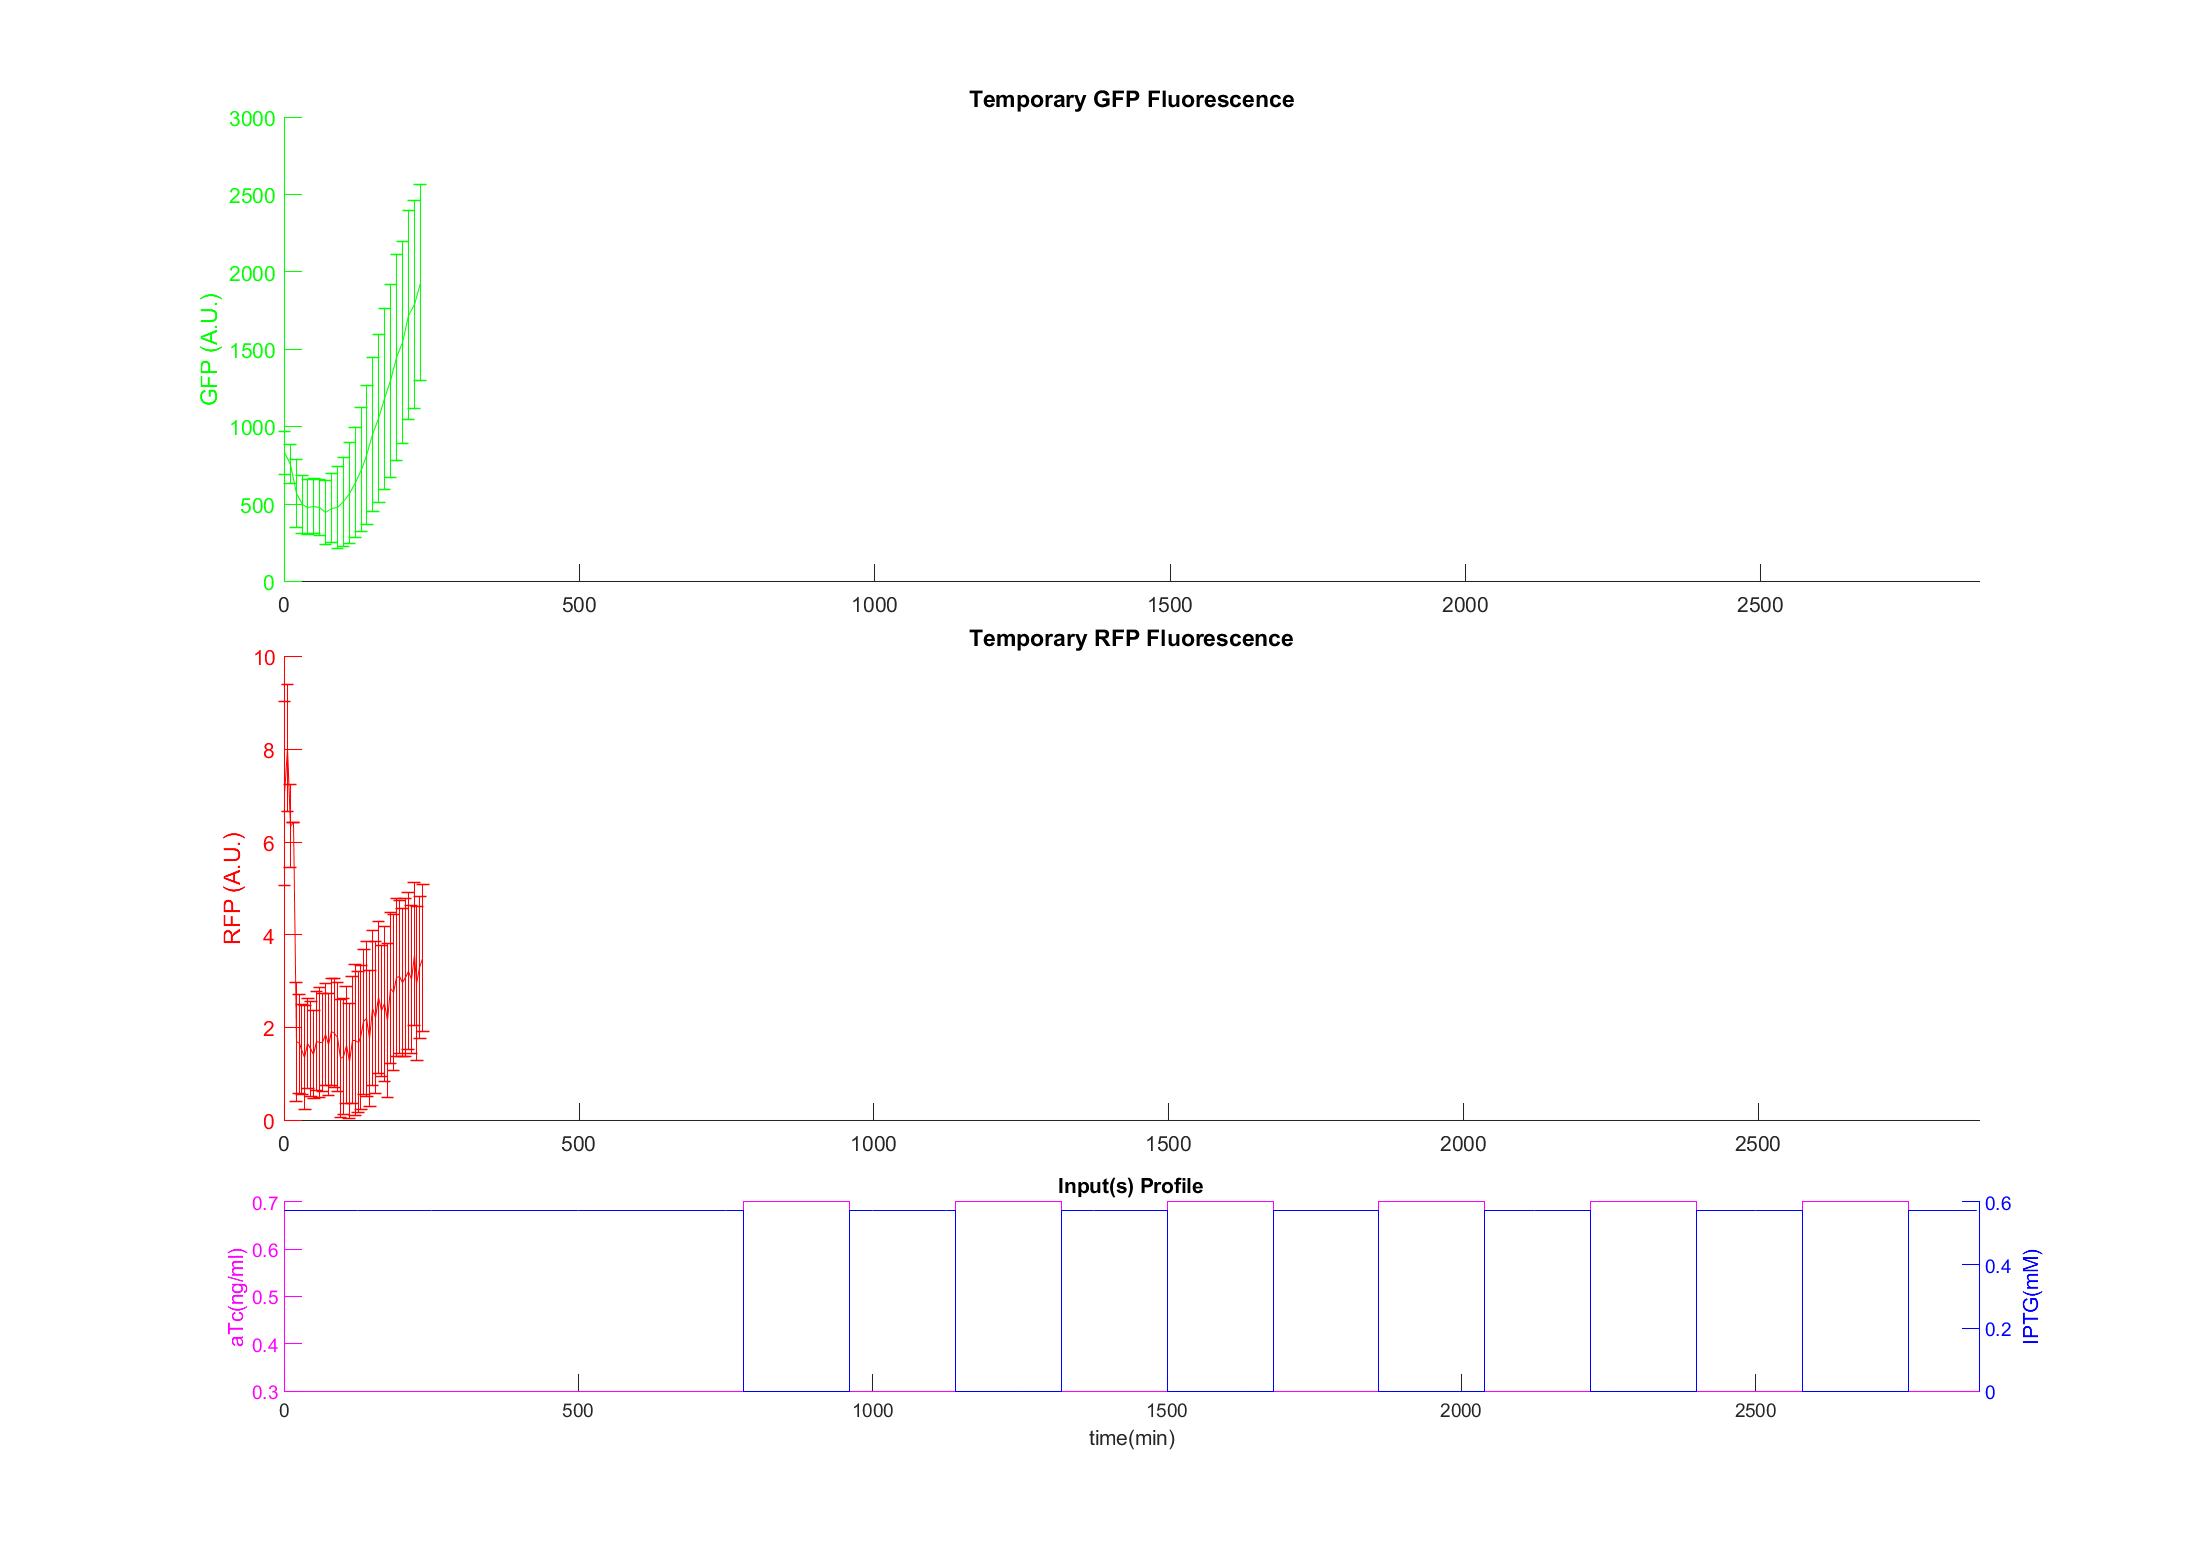 Temporary GFP Fluorescence
3000
2500
2000
1500
1000
500
0
GFP (A.U.)
0 500 1000 1500 2000 2500
Temporary RFP Fluorescence
10
8
6
4
2
0
RFP (A.U.)
0 500 1000 1500 2000 2500
Input(s) Profile
0.7
0.6
0.5
0.4
0.3
aTc(ng/ml)
0.6
0.4
0.2
0
IPTG(mM)
0 500 1000 1500 2000 2500
time(min)